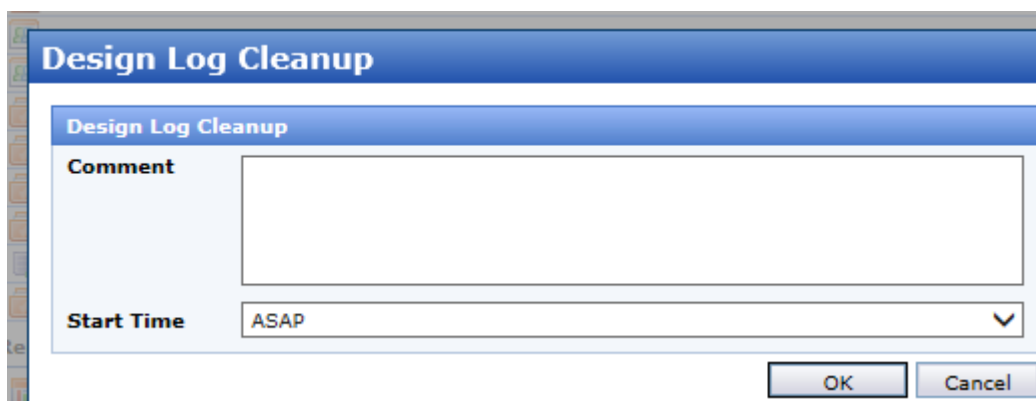 Design Log Cleanup
Design Log Cleanup
Comment
Start Time ASAP
OK Cancel